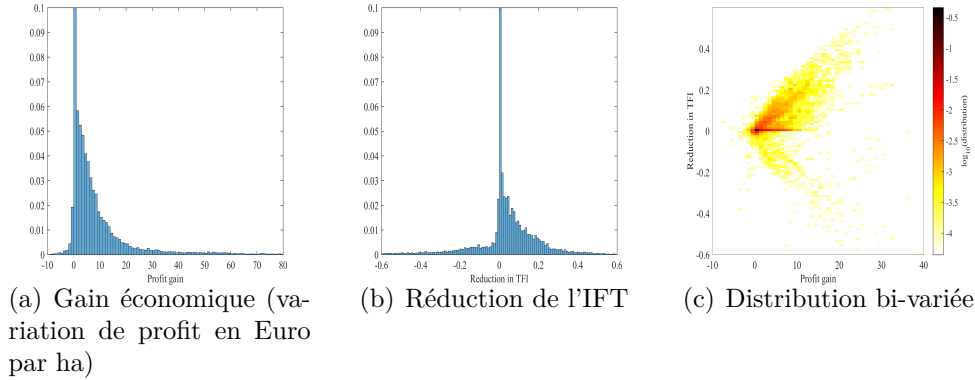 0.1
0.09
0.08
0.07
0.06
0.05
0.04
0.03
0.02
0.01
0
-10 0 10 20 30 40 50 60 70 80
Profit gain
0.1
0.09
0.08
0.07
0.06
0.05
0.04
0.03
0.02
0.01
0
-0.6 -0.4 -0.2 0 0.2 0.4 0.6
Reduction in TFI
Reduction in TFI
0.4
0.2
0
-0.2
-0.4
-0.6
-10 0 10 20 30 40
Profit gain
-0.5
-1
-1.5
-2
-2.5
-3
-3.5
-4
log10(distribution)
(a) Gain économique (va-
riation de profit en Euro
par ha)
(b) Réduction de l'IFT
(c) Distribution bi-variée